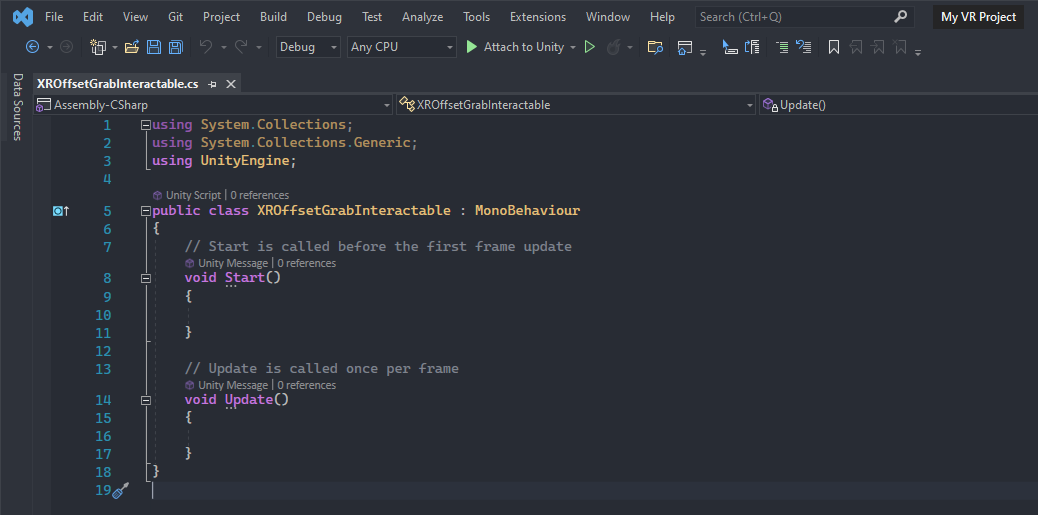 File Edit View Git Project Build Debug Test Analyze Tools Extensions Window Help Search (Ctrl+Q) My VR Project
Debug Any CPU Attach to Unity
Data Sources
XROffsetGrabInteractable.cs
Assembly-CSharp XROffsetGrabInteractable Update()
1 using System.Collections;
2 using System.Collections.Generic;
3 using UnityEngine;
4
Unity Script | 0 references
5 public class XROffsetGrabInteractable : MonoBehaviour
6 {
7 // Start is called before the first frame update
Unity Message | 0 references
8 void Start()
9 {
10
11 }
12
13 // Update is called once per frame
Unity Message | 0 references
14 void Update()
15 {
16
17 }
18 }
19